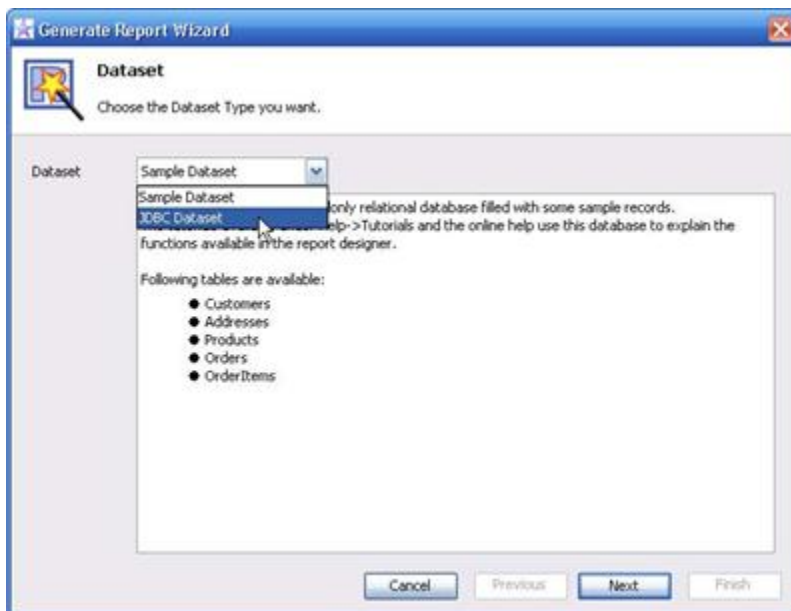 Generate Report Wizard
Dataset
Choose the Dataset Type you want.
Dataset
Sample Dataset
Sample Dataset
JDBC Dataset
only relational database filled with some sample records.
Help->Tutorials and the online help use this database to explain the
functions available in the report designer.
Following tables are available:
● Customers
● Addresses
● Products
● Orders
● OrderItems
Cancel Previous Next Finish